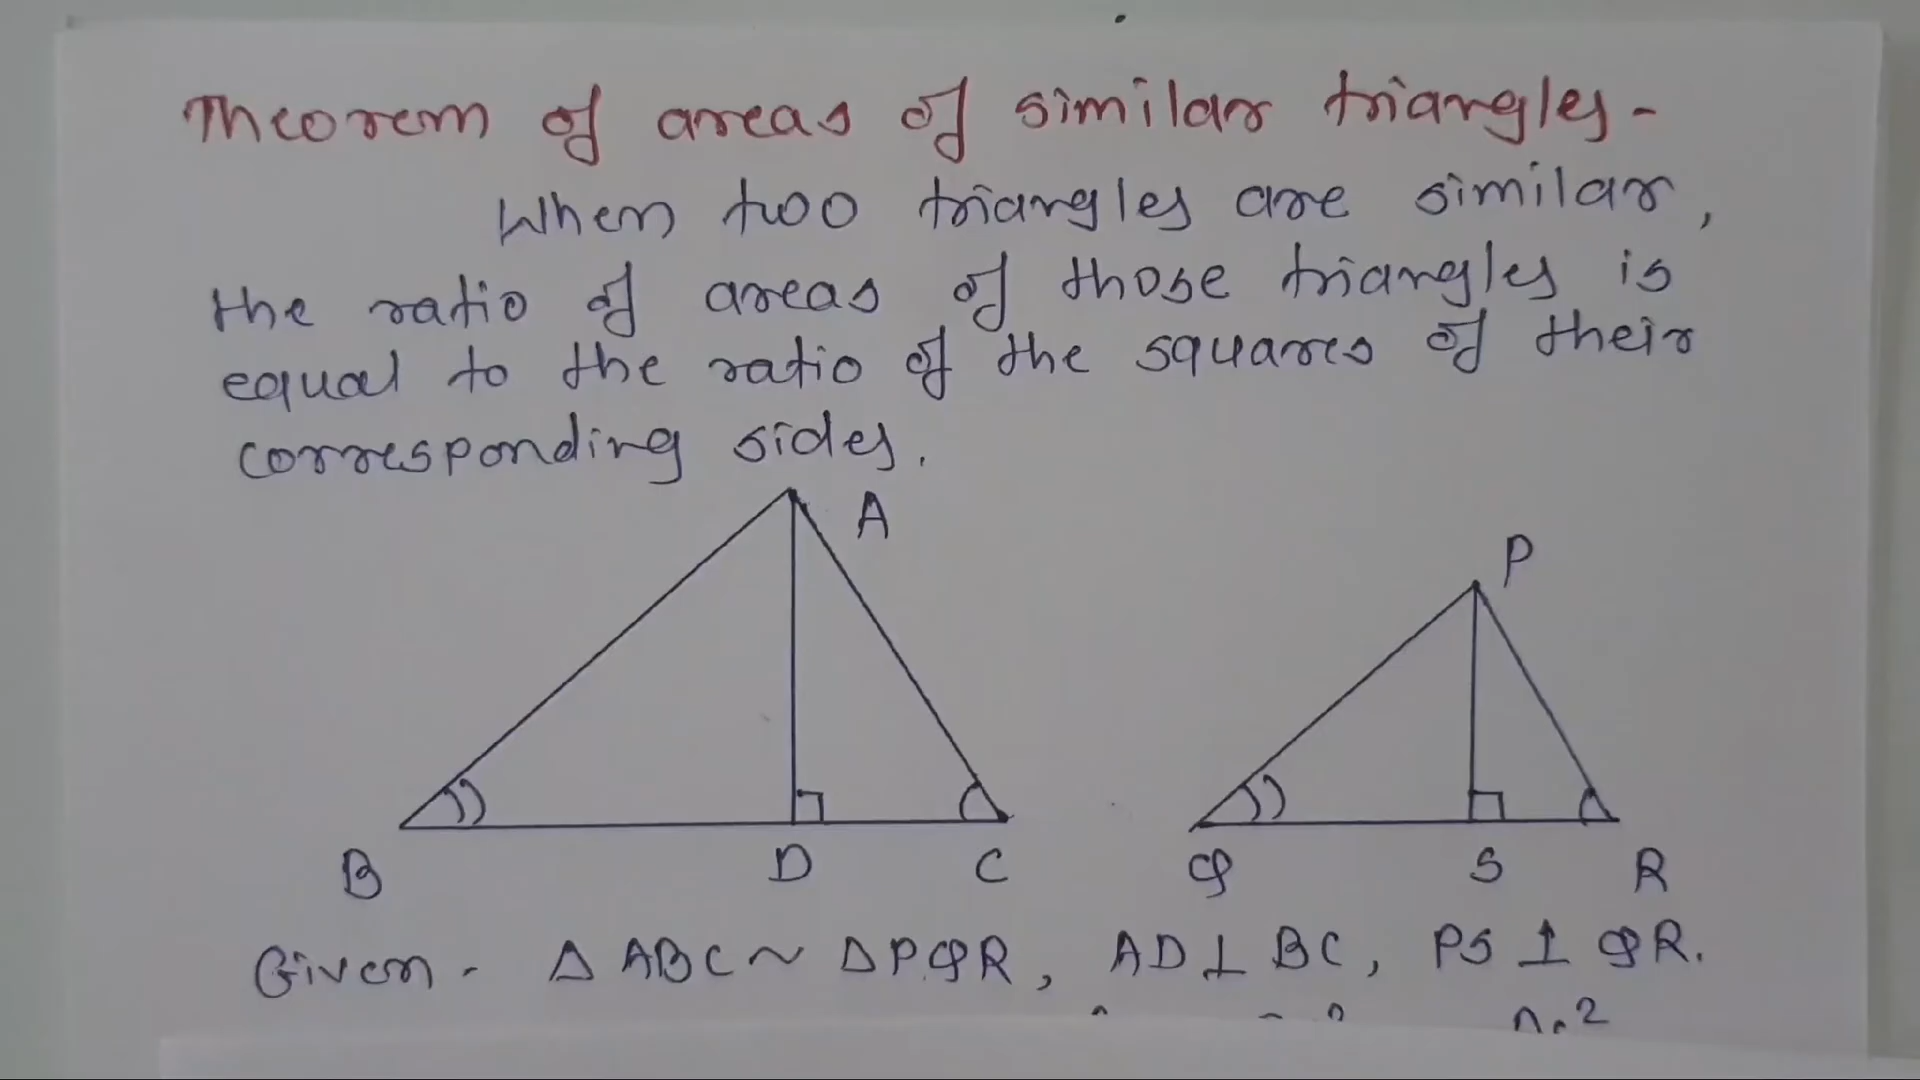 Theorem of areas of similar triangles-
When two triangles are similar,
the ratio of areas of those triangles is
equal to the ratio of the squares of their
corresponding sides.
A
P
B D C Q S R
Given - Δ ABC ~ Δ PQR, AD ⊥ BC, PS ⊥ QR.